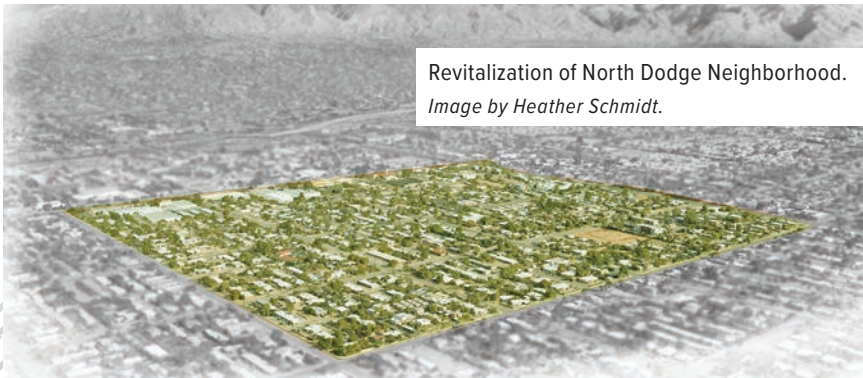 Revitalization of North Dodge Neighborhood.
Image by Heather Schmidt.